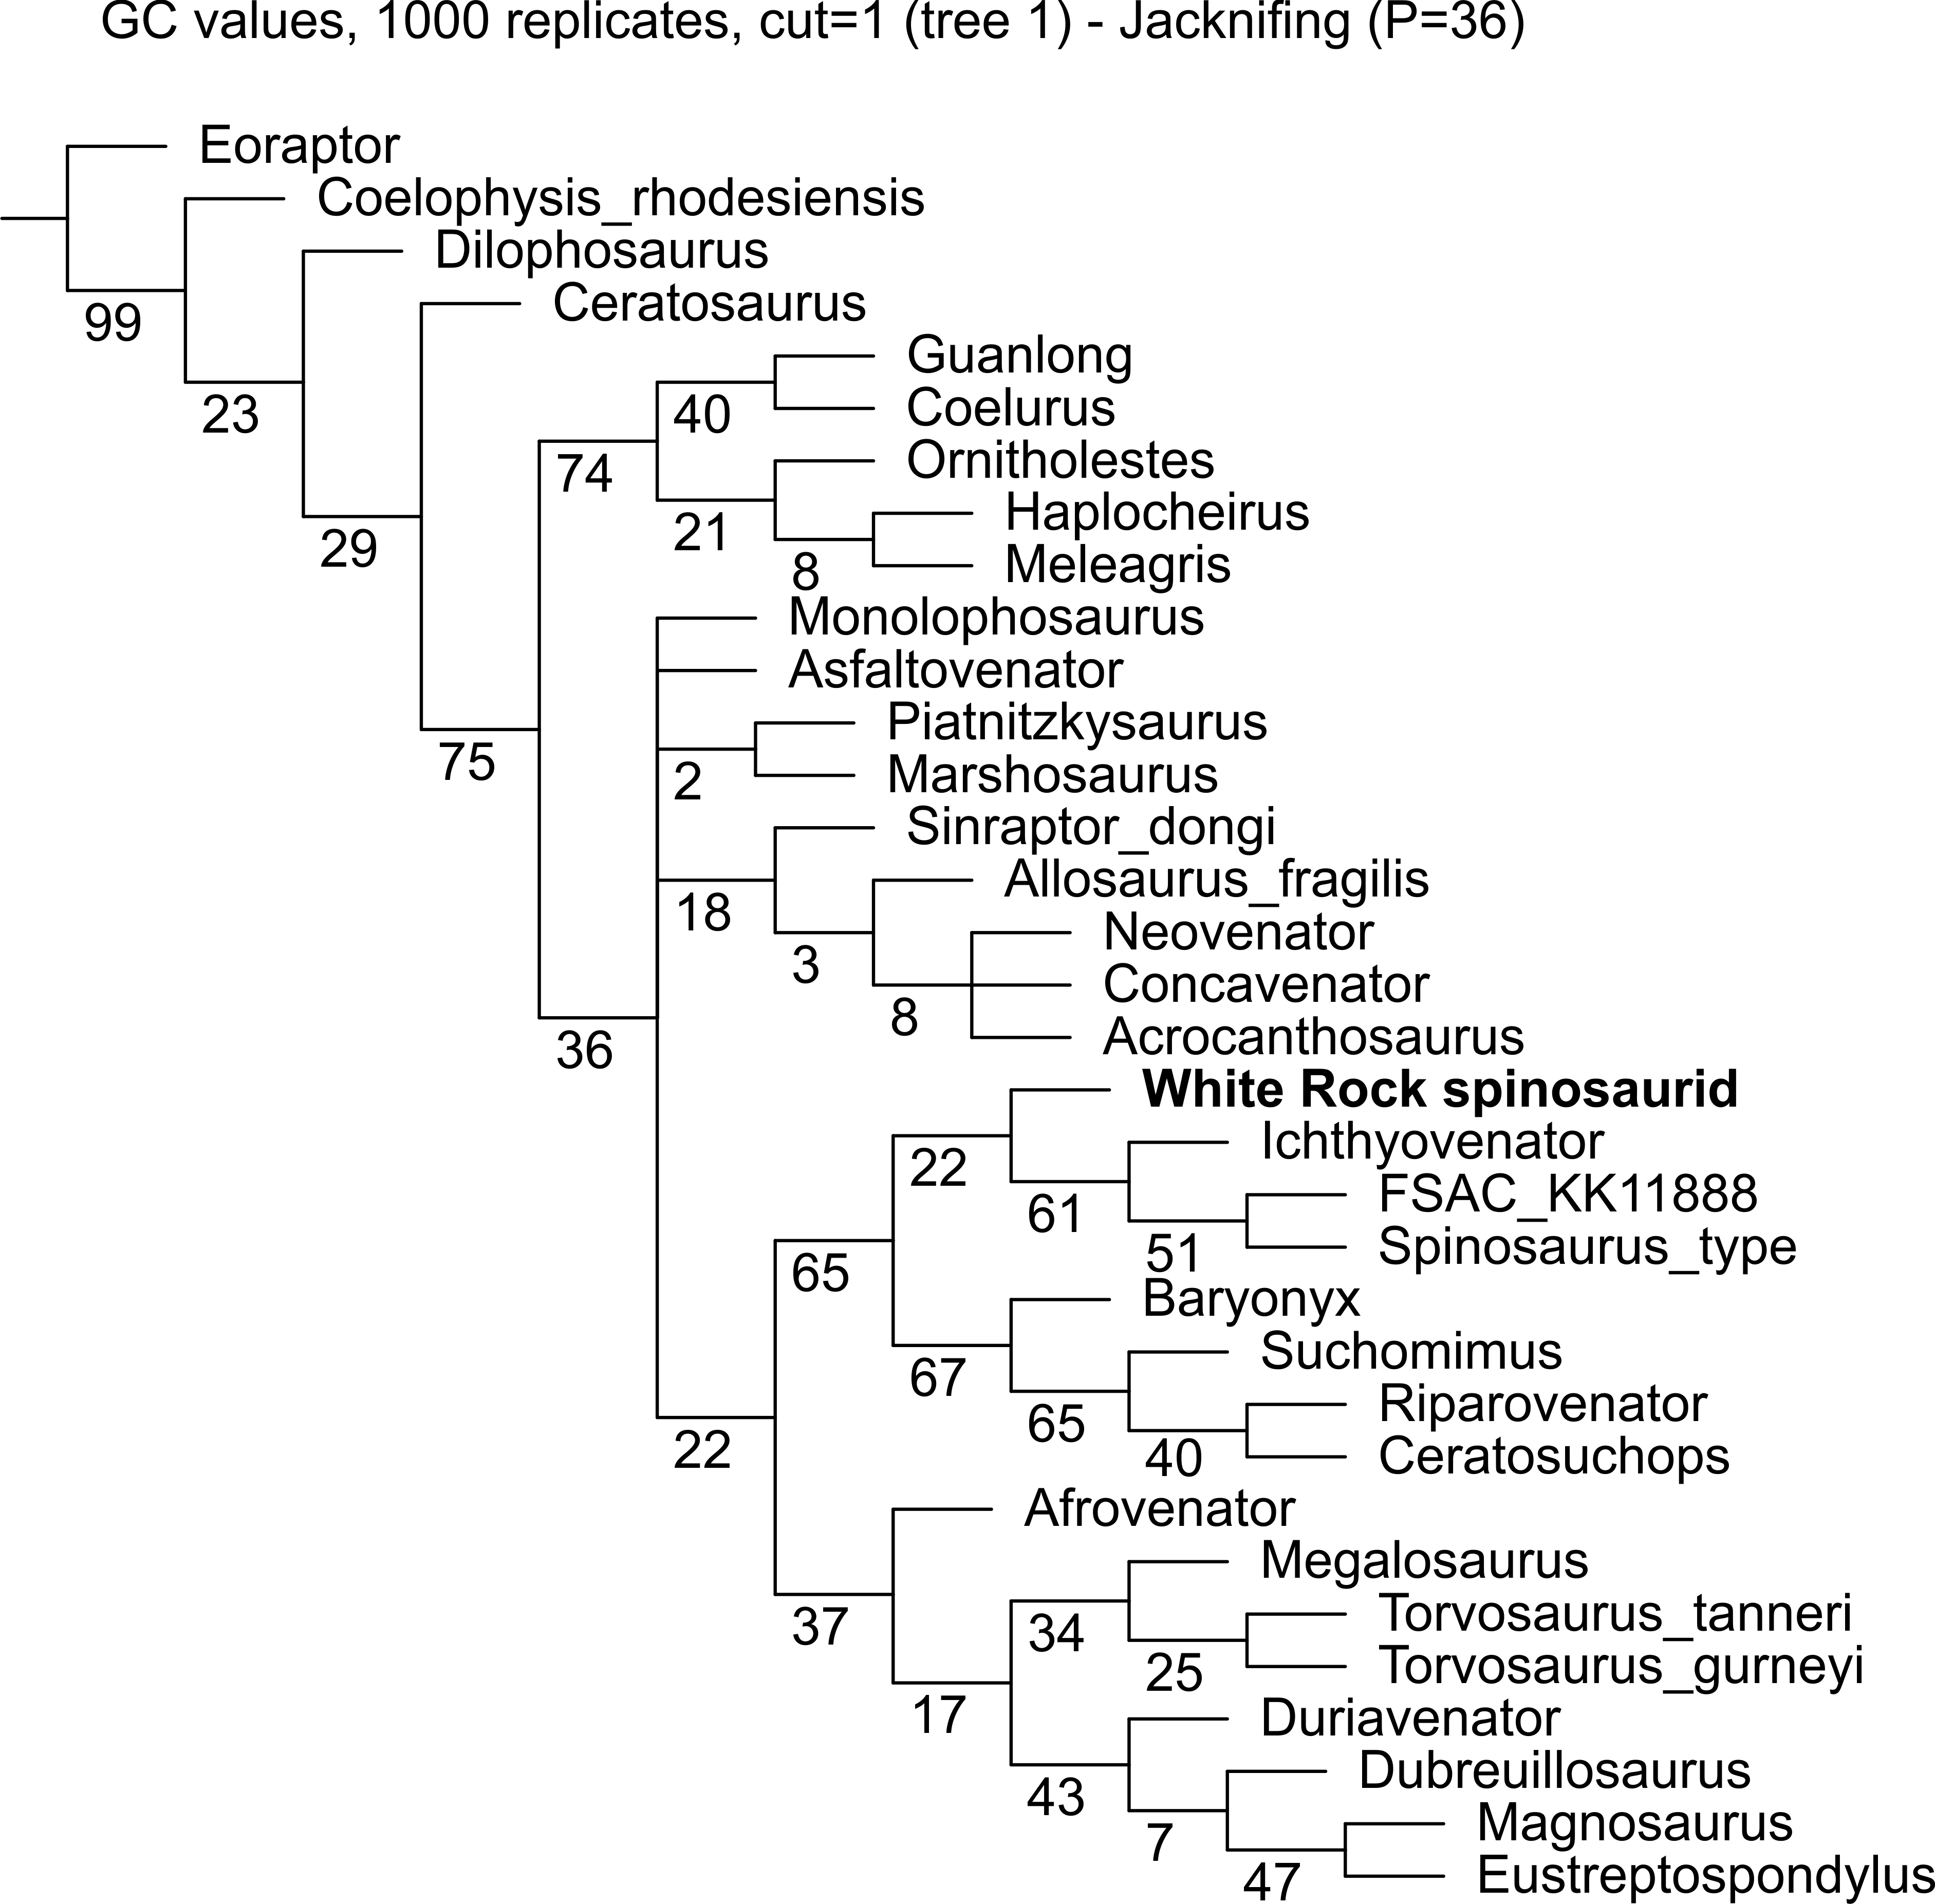 GC values, 1000 replicates, cut=1 (tree 1) - Jacknifing (P=36)
Eoraptor
Coelophysis_rhodesiensis
Dilophosaurus
Ceratosaurus
99
Guanlong
Coelurus
40
23
Ornitholestes
74
Haplocheirus
21
29
Meleagris
8
Monolophosaurus
Asfaltovenator
Piatnitzkysaurus
75
Marshosaurus
2
Sinraptor_dongi
Allosaurus_fragilis
18
Neovenator
3
Concavenator
8
Acrocanthosaurus
36
White Rock spinosaurid
Ichthyovenator
22
FSAC_KK11888
61
Spinosaurus_type
51
65
Baryonyx
Suchomimus
67
Riparovenator
65
22
Ceratosuchops
40
Afrovenator
Megalosaurus
Torvosaurus_tanneri
37
34
Torvosaurus_gurneyi
25
17
Duriavenator
Dubreuillosaurus
43
Magnosaurus
7
Eustreptospondylus
47